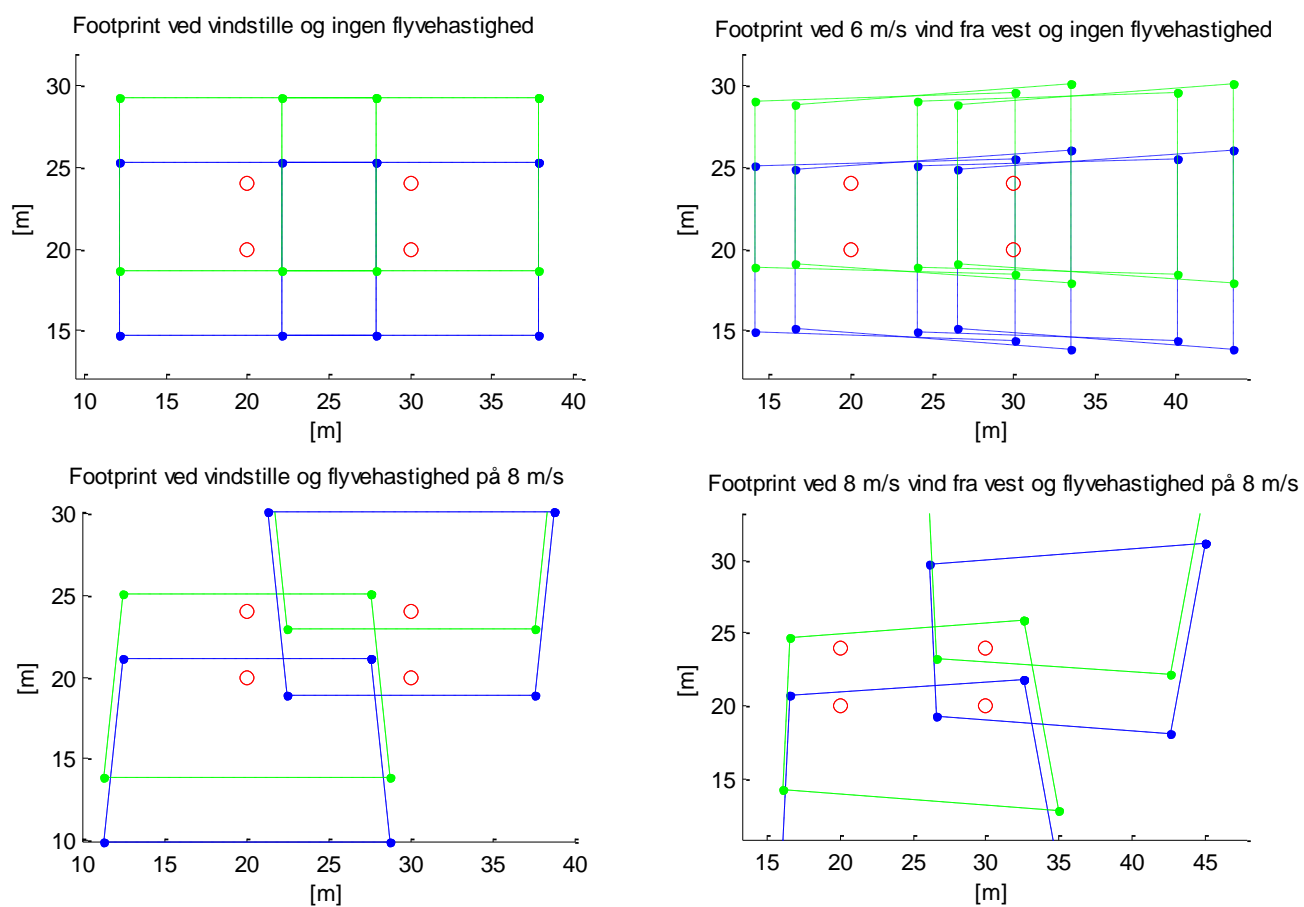 Footprint ved vindstille og ingen flyvehastighed
30
25
20
15
[m]
10 15 20 25 30 35 40
[m]
Footprint ved 6 m/s vind fra vest og ingen flyvehastighed
30
25
20
15
[m]
15 20 25 30 35 40
[m]
Footprint ved vindstille og flyvehastighed på 8 m/s
30
25
20
15
10
[m]
10 15 20 25 30 35 40
[m]
Footprint ved 8 m/s vind fra vest og flyvehastighed på 8 m/s
30
25
20
15
[m]
15 20 25 30 35 40 45
[m]